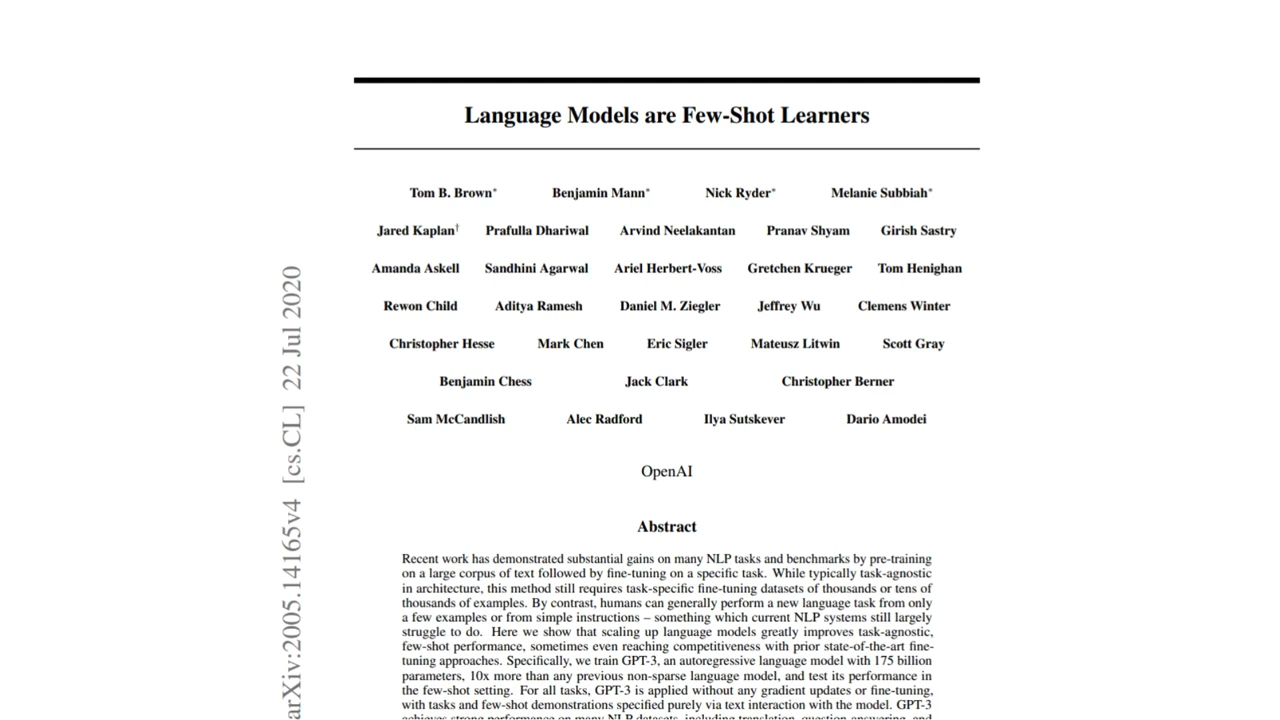 Language Models are Few-Shot Learners
Tom B. Brown* Benjamin Mann* Nick Ryder* Melanie Subbiah*
Jared Kaplan† Prafulla Dhariwal Arvind Neelakantan Pranav Shyam Girish Sastry
Amanda Askell Sandhini Agarwal Ariel Herbert-Voss Gretchen Krueger Tom Henighan
Rewon Child Aditya Ramesh Daniel M. Ziegler Jeffrey Wu Clemens Winter
Christopher Hesse Mark Chen Eric Sigler Mateusz Litwin Scott Gray
Benjamin Chess Jack Clark Christopher Berner
Sam McCandlish Alec Radford Ilya Sutskever Dario Amodei
OpenAI
Abstract
Recent work has demonstrated substantial gains on many NLP tasks and benchmarks by pre-training
on a large corpus of text followed by fine-tuning on a specific task. While typically task-agnostic
in architecture, this method still requires task-specific fine-tuning datasets of thousands or tens of
thousands of examples. By contrast, humans can generally perform a new language task from only
a few examples or from simple instructions – something which current NLP systems still largely
struggle to do. Here we show that scaling up language models greatly improves task-agnostic,
few-shot performance, sometimes even reaching competitiveness with prior state-of-the-art fine-
tuning approaches. Specifically, we train GPT-3, an autoregressive language model with 175 billion
parameters, 10x more than any previous non-sparse language model, and test its performance in
the few-shot setting. For all tasks, GPT-3 is applied without any gradient updates or fine-tuning,
with tasks and few-shot demonstrations specified purely via text interaction with the model. GPT-3
achieves strong performance on many NLP datasets, including translation, question-answering, and
arXiv:2005.14165v4 [cs.CL] 22 Jul 2020